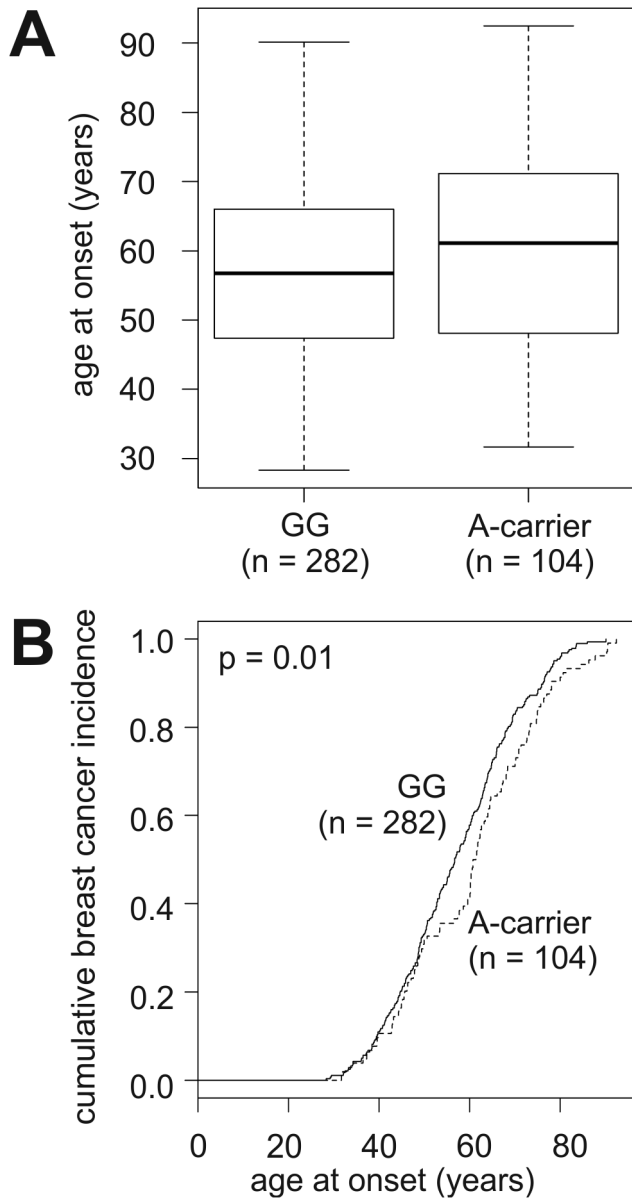 A
age at onset (years)
90
80
70
60
50
40
30
GG
(n = 282)
A-carrier
(n = 104)
B
cumulative breast cancer incidence
1.0
0.8
0.6
0.4
0.2
0.0
p = 0.01
GG
(n = 282)
A-carrier
(n = 104)
0 20 40 60 80
age at onset (years)